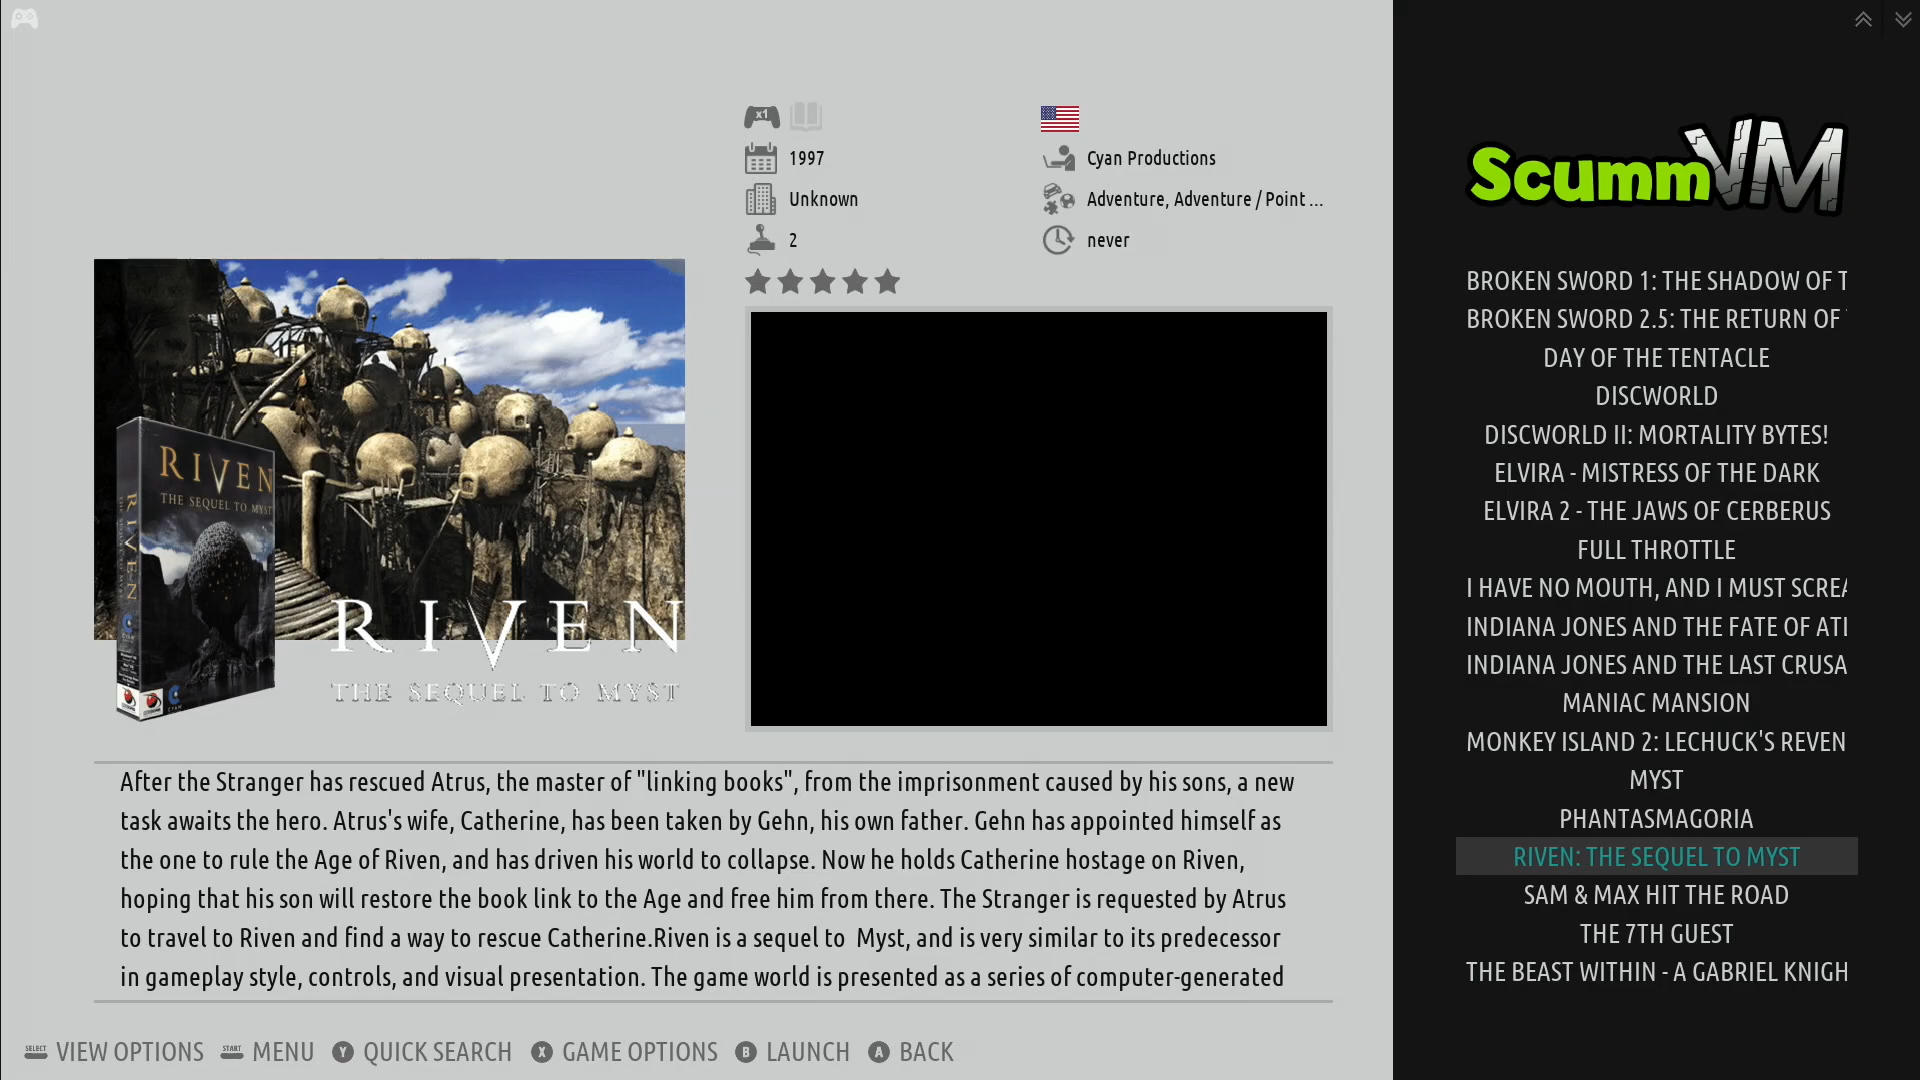 x1
1997
Cyan Productions
Unknown
Adventure, Adventure / Point ...
2
never
RIVEN
THE SEQUEL TO MYST
RIVEN
RIVEN
THE SEQUEL TO MYST
After the Stranger has rescued Atrus, the master of "linking books", from the imprisonment caused by his sons, a new
task awaits the hero. Atrus's wife, Catherine, has been taken by Gehn, his own father. Gehn has appointed himself as
the one to rule the Age of Riven, and has driven his world to collapse. Now he holds Catherine hostage on Riven,
hoping that his son will restore the book link to the Age and free him from there. The Stranger is requested by Atrus
to travel to Riven and find a way to rescue Catherine.Riven is a sequel to  Myst, and is very similar to its predecessor
in gameplay style, controls, and visual presentation. The game world is presented as a series of computer-generated
ScummVM
BROKEN SWORD 1: THE SHADOW OF T
BROKEN SWORD 2.5: THE RETURN OF
DAY OF THE TENTACLE
DISCWORLD
DISCWORLD II: MORTALITY BYTES!
ELVIRA - MISTRESS OF THE DARK
ELVIRA 2 - THE JAWS OF CERBERUS
FULL THROTTLE
I HAVE NO MOUTH, AND I MUST SCREA
INDIANA JONES AND THE FATE OF ATL
INDIANA JONES AND THE LAST CRUSA
MANIAC MANSION
MONKEY ISLAND 2: LECHUCK'S REVEN
MYST
PHANTASMAGORIA
RIVEN: THE SEQUEL TO MYST
SAM & MAX HIT THE ROAD
THE 7TH GUEST
THE BEAST WITHIN - A GABRIEL KNIGH
SELECT VIEW OPTIONS START MENU Y QUICK SEARCH X GAME OPTIONS B LAUNCH A BACK